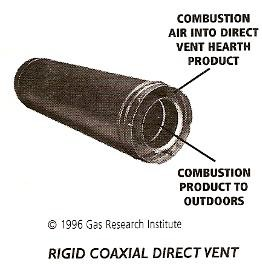 COMBUSTION
AIR INTO DIRECT
VENT HEARTH
PRODUCT
COMBUSTION
PRODUCT TO
OUTDOORS
© 1996 Gas Research Institute
RIGID COAXIAL DIRECT VENT